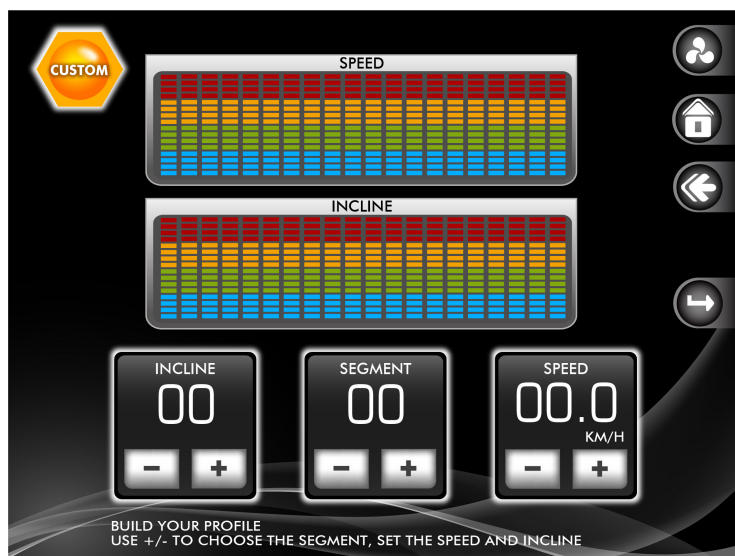 CUSTOM
SPEED
INCLINE
INCLINE
00
- +
SEGMENT
00
- +
SPEED
00.0
KM/H
- +
BUILD YOUR PROFILE
USE +/- TO CHOOSE THE SEGMENT, SET THE SPEED AND INCLINE